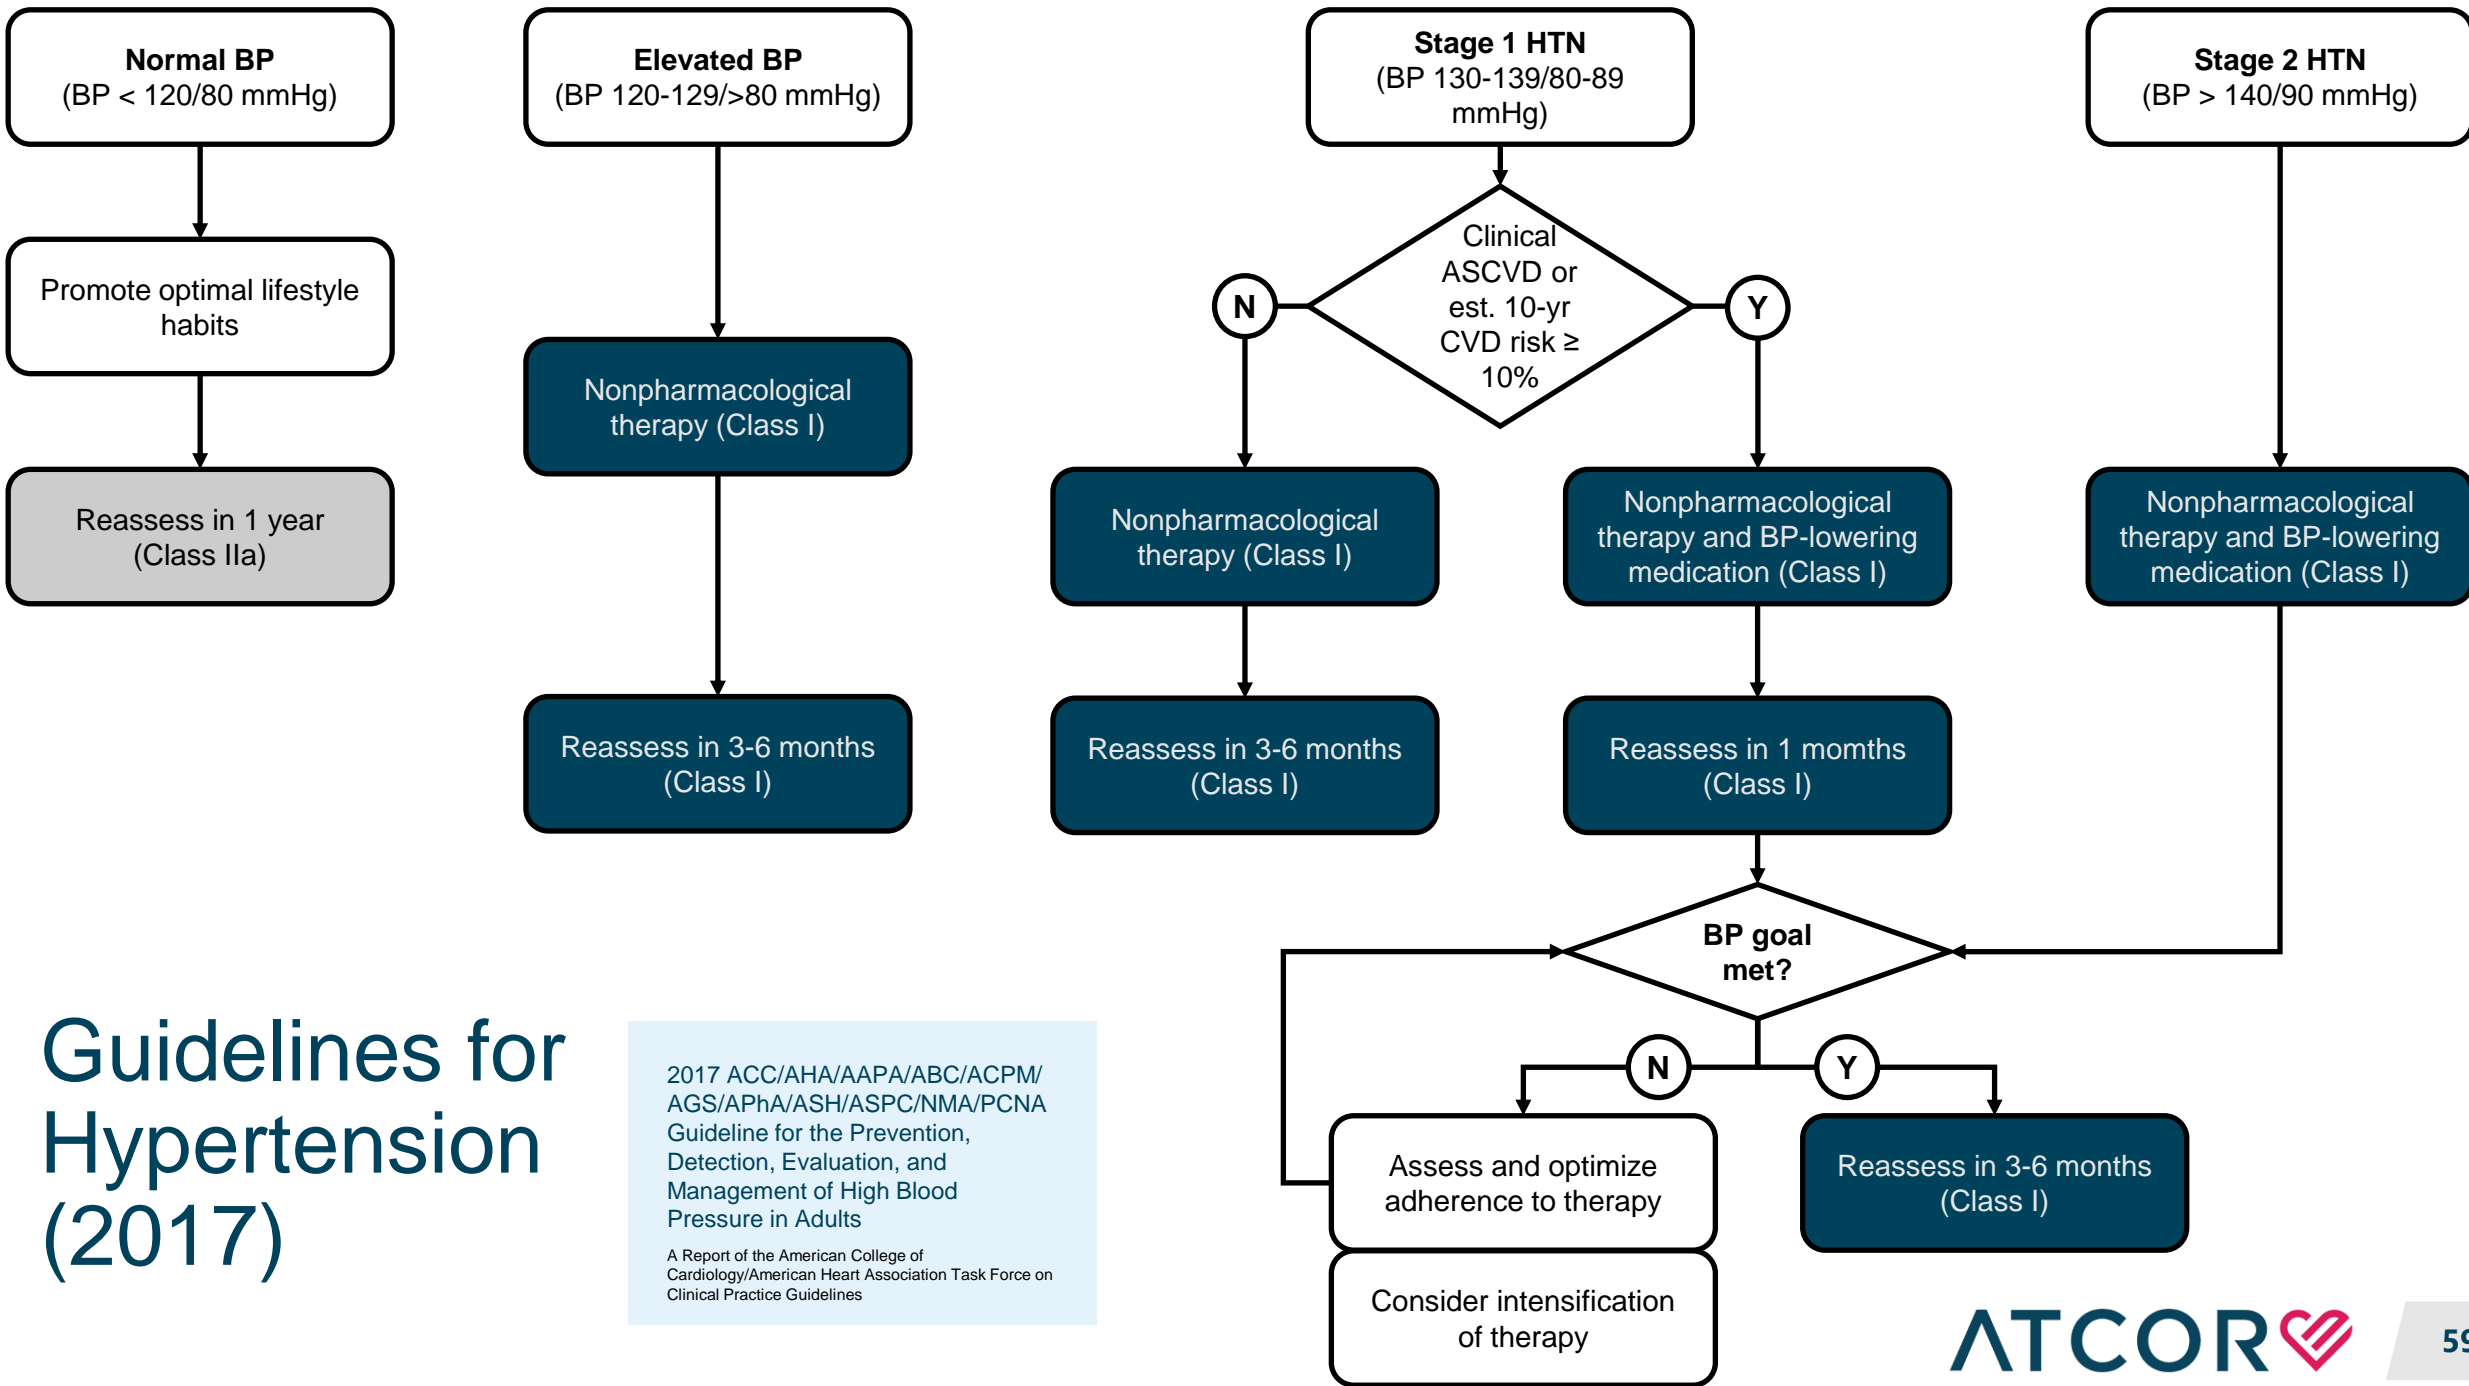 Normal BP
(BP < 120/80 mmHg)
Elevated BP
(BP 120-129/>80 mmHg)
Stage 1 HTN
(BP 130-139/80-89
mmHg)
Stage 2 HTN
(BP > 140/90 mmHg)
Promote optimal lifestyle
habits
Reassess in 1 year
(Class IIa)
Nonpharmacological
therapy (Class I)
Reassess in 3-6 months
(Class I)
Clinical
ASCVD or
est. 10-yr
CVD risk ≥
10%
N
Y
Nonpharmacological
therapy (Class I)
Reassess in 3-6 months
(Class I)
Nonpharmacological
therapy and BP-lowering
medication (Class I)
Reassess in 1 momths
(Class I)
Nonpharmacological
therapy and BP-lowering
medication (Class I)
BP goal
met?
N
Y
Assess and optimize
adherence to therapy
Consider intensification
of therapy
Reassess in 3-6 months
(Class I)
Guidelines for
Hypertension
(2017)
2017 ACC/AHA/AAPA/ABC/ACPM/
AGS/APhA/ASH/ASPC/NMA/PCNA
Guideline for the Prevention,
Detection, Evaluation, and
Management of High Blood
Pressure in Adults
A Report of the American College of
Cardiology/American Heart Association Task Force on
Clinical Practice Guidelines
ATCOR
59